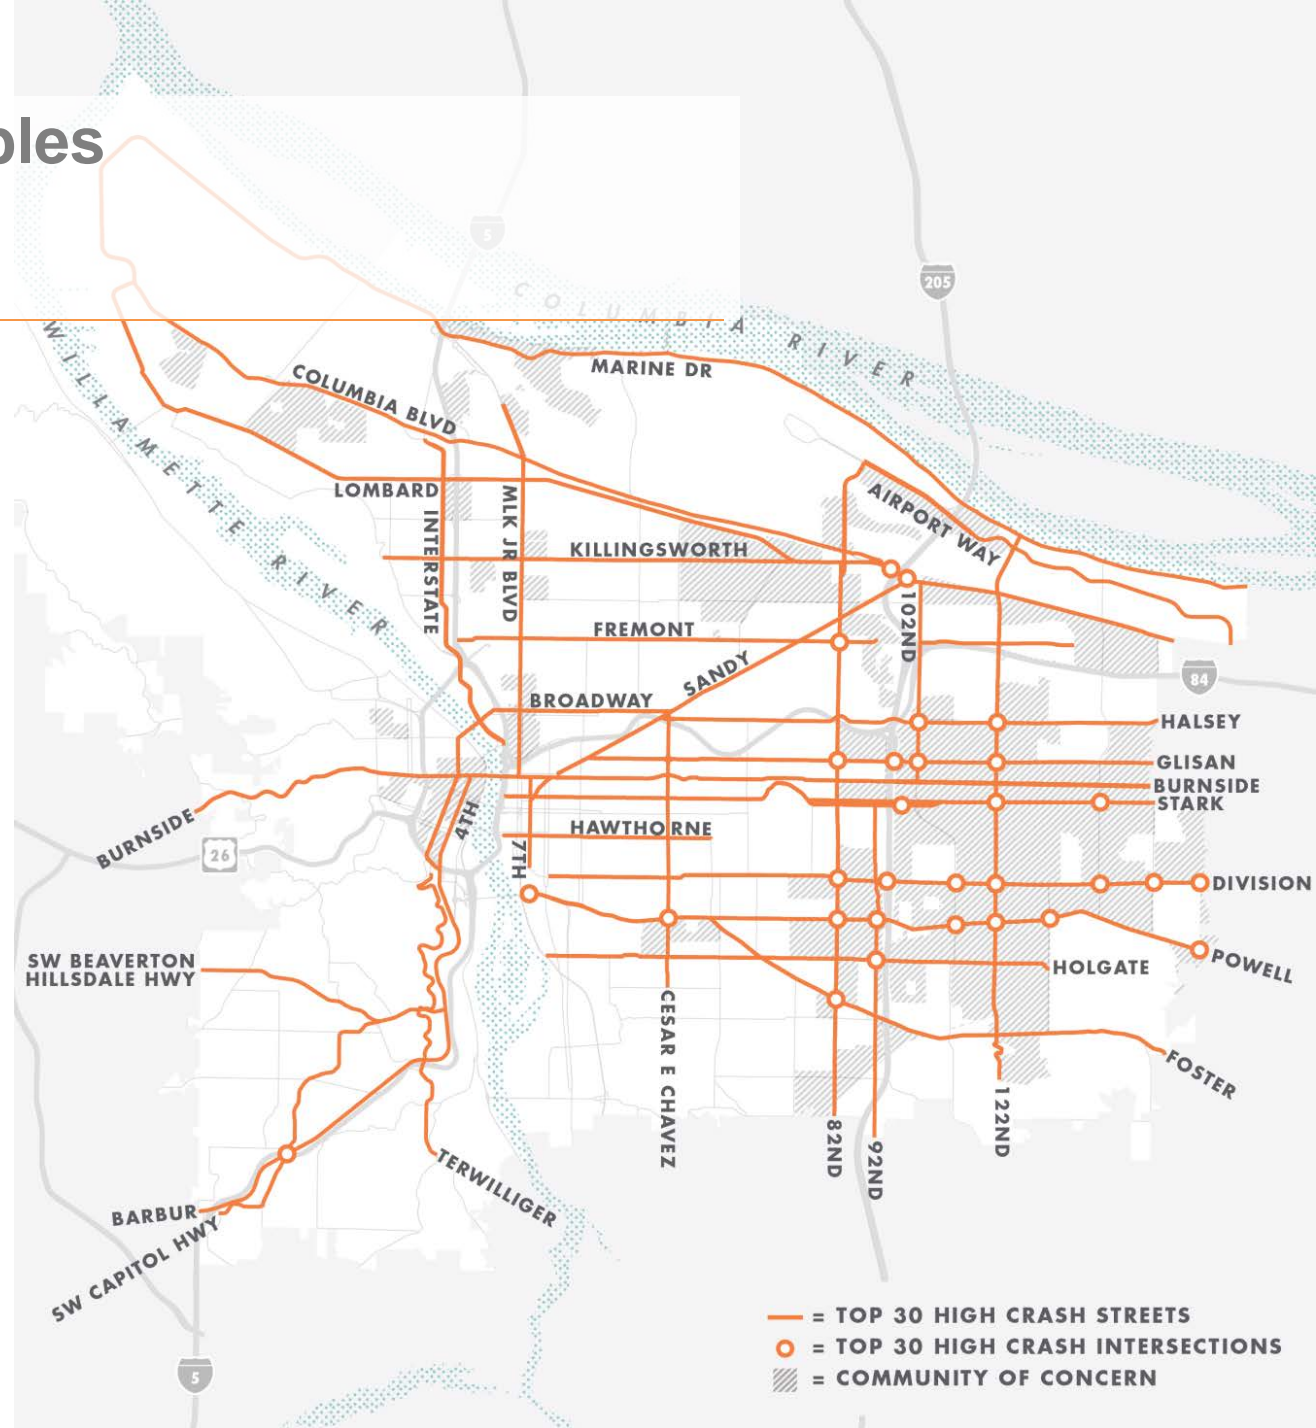 5
205
COLUMBIA RIVER
WILLAMETTE RIVER
MARINE DR
COLUMBIA BLVD
LOMBARD
INTERSTATE
MLK JR BLVD
AIRPORT WAY
KILLINGSWORTH
102ND
FREMONT
SANDY
84
BROADWAY
HALSEY
GLISAN
BURNSIDE
STARK
4TH
BURNSIDE
26
HAWTHORNE
7TH
DIVISION
SW BEAVERTON
HILLSDALE HWY
HOLGATE
POWELL
CESAR E CHAVEZ
FOSTER
82ND
92ND
122ND
TERWILLIGER
BARBUR
SW CAPITOL HWY
5
= TOP 30 HIGH CRASH STREETS
= TOP 30 HIGH CRASH INTERSECTIONS
= COMMUNITY OF CONCERN